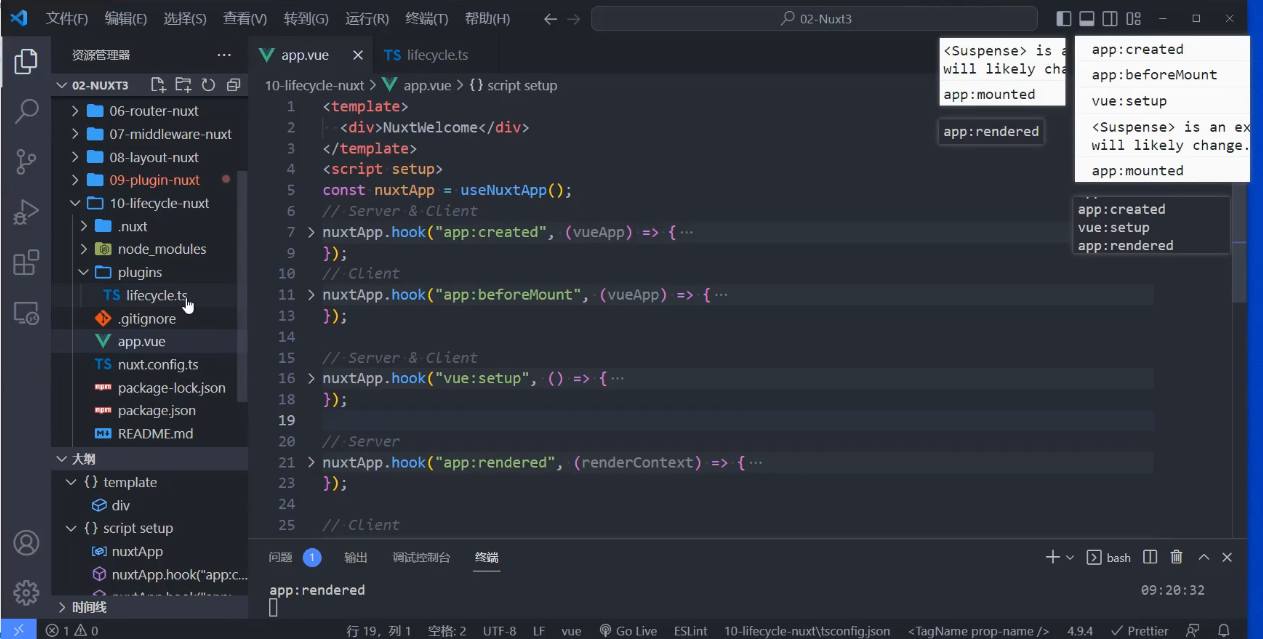 文件(F) 编辑(E) 选择(S) 查看(V) 转到(G) 运行(R) 终端(T) 帮助(H) 02-Nuxt3
资源管理器
02-NUXT3
06-router-nuxt
07-middleware-nuxt
08-layout-nuxt
09-plugin-nuxt
10-lifecycle-nuxt
.nuxt
node_modules
plugins
TS lifecycle.ts
.gitignore
app.vue
TS nuxt.config.ts
package-lock.json
package.json
README.md
大纲
{} template
div
{} script setup
nuxtApp
nuxtApp.hook("app:c...
时间线
app.vue TS lifecycle.ts
10-lifecycle-nuxt > app.vue > {} script setup
1 <template>
2 <div>NuxtWelcome</div>
3 </template>
4 <script setup>
5 const nuxtApp = useNuxtApp();
6 // Server & Client
7 nuxtApp.hook("app:created", (vueApp) => { ···
9 });
10 // Client
11 nuxtApp.hook("app:beforeMount", (vueApp) => { ···
13 });
14
15 // Server & Client
16 nuxtApp.hook("vue:setup", () => { ···
18 });
19
20 // Server
21 nuxtApp.hook("app:rendered", (renderContext) => { ···
23 });
24
25 // Client
<Suspense> is a
will likely cha
app:mounted
app:rendered
app:created
app:beforeMount
vue:setup
<Suspense> is an ex
will likely change.
app:mounted
app:created
vue:setup
app:rendered
问题 1 输出 调试控制台 终端 bash
app:rendered 09:20:32
1 0 行 19，列 1 空格: 2 UTF-8 LF vue Go Live ESLint 10-lifecycle-nuxt\tsconfig.json <TagName prop-name /> 4.9.4 Prettier